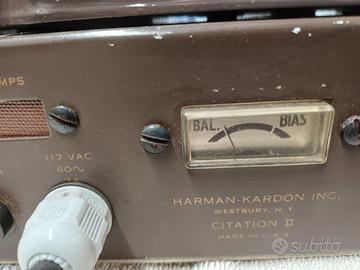 MPS
BAL. BIAS
117 VAC
60~
HARMAN-KARDON INC.
WESTBURY, N.Y.
CITATION II
MADE IN U.S.A.
subito